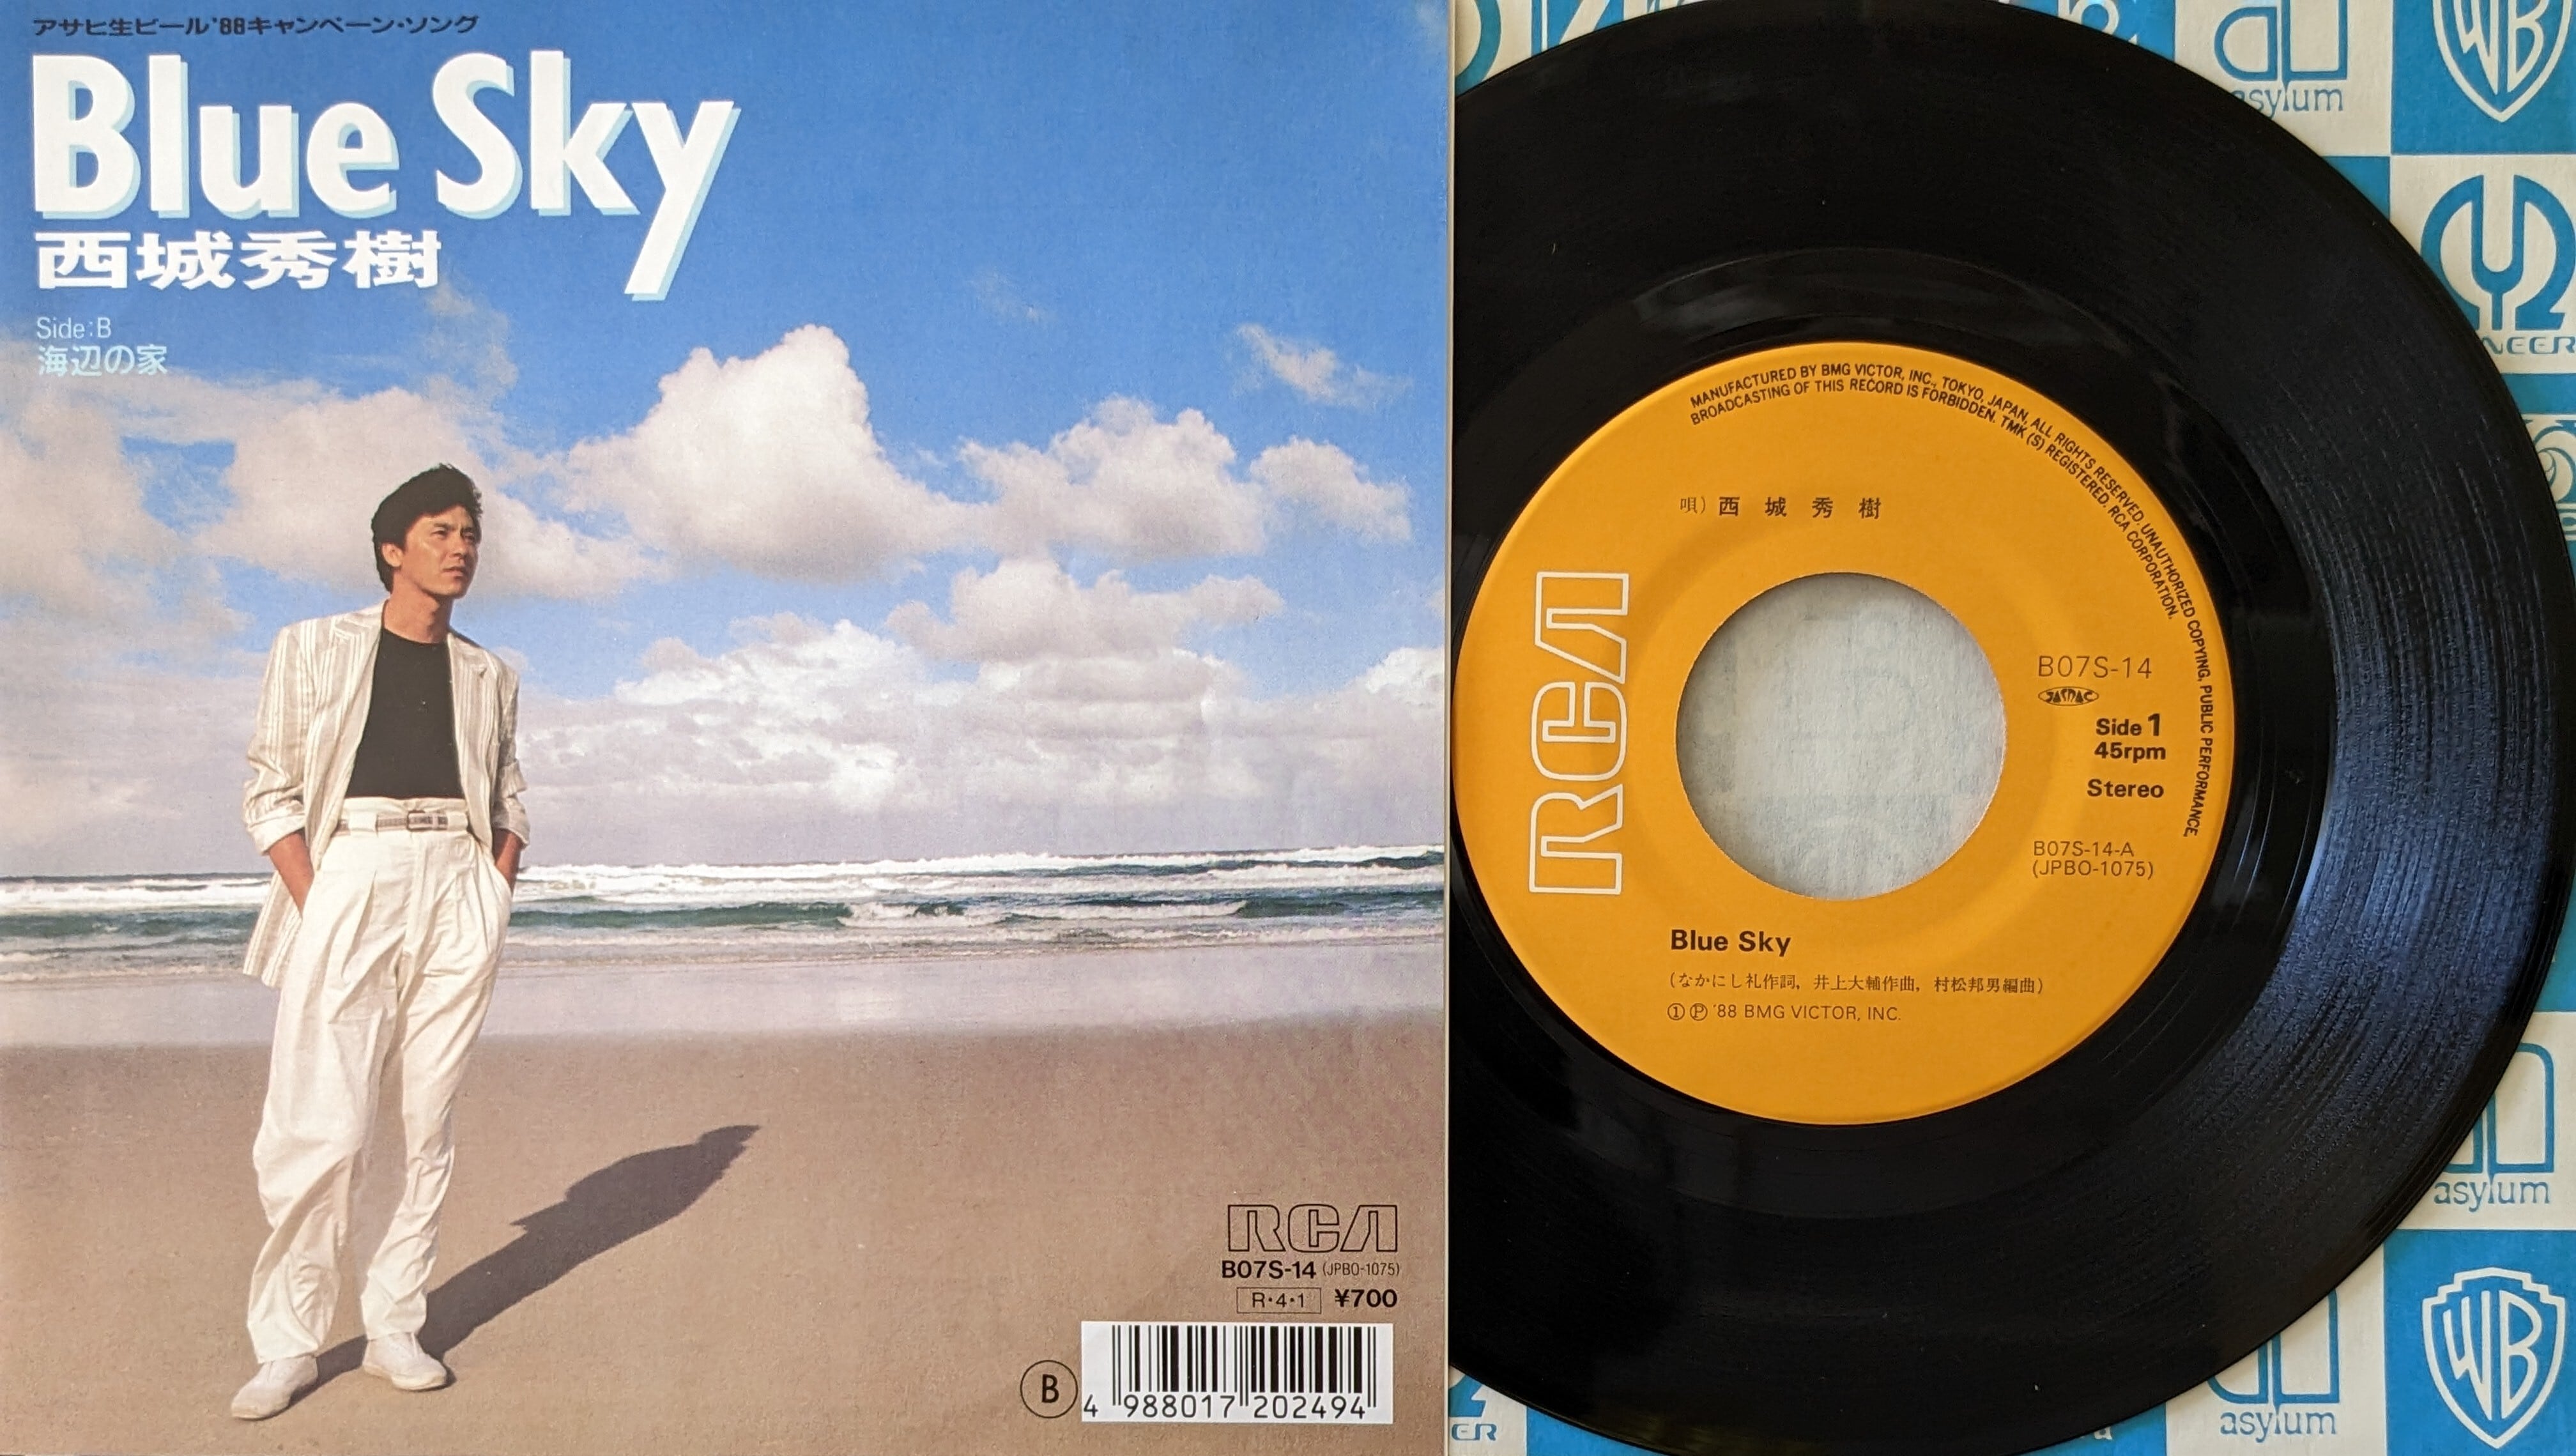 アサヒ生ビール'88キャンペーン・ソング
Blue Sky
西城秀樹
Side:B
海辺の家
RCA
B07S-14 (JPBO-1075)
R・4・1 ¥700
B
4 988017 202494
MANUFACTURED BY BMG VICTOR, INC., TOKYO, JAPAN, ALL RIGHTS RESERVED. UNAUTHORIZED COPYING, PUBLIC PERFORMANCE,
BROADCASTING OF THIS RECORD IS FORBIDDEN. TMK (S) REGISTERED. RCA CORPORATION.
唄) 西城秀樹
RCA
B07S-14
JASRAC
Side 1
45rpm
Stereo
B07S-14-A
(JPBO-1075)
Blue Sky
(なかにし礼作詞, 井上大輔作曲, 村松邦男編曲)
① Ⓟ '88 BMG VICTOR, INC.
asylum
WB
NEER
asylum
WB
asylum
ER